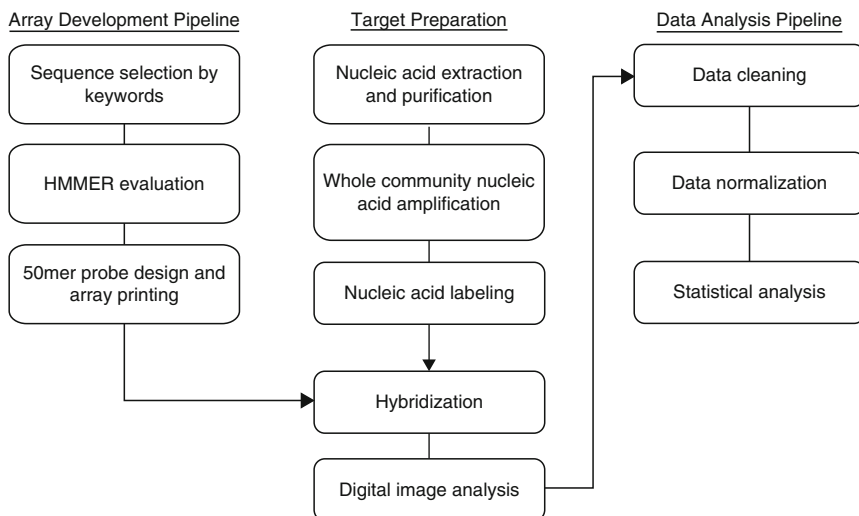 Array Development Pipeline
Sequence selection by
keywords
HMMER evaluation
50mer probe design and
array printing
Target Preparation
Nucleic acid extraction
and purification
Whole community nucleic
acid amplification
Nucleic acid labeling
Hybridization
Digital image analysis
Data Analysis Pipeline
Data cleaning
Data normalization
Statistical analysis